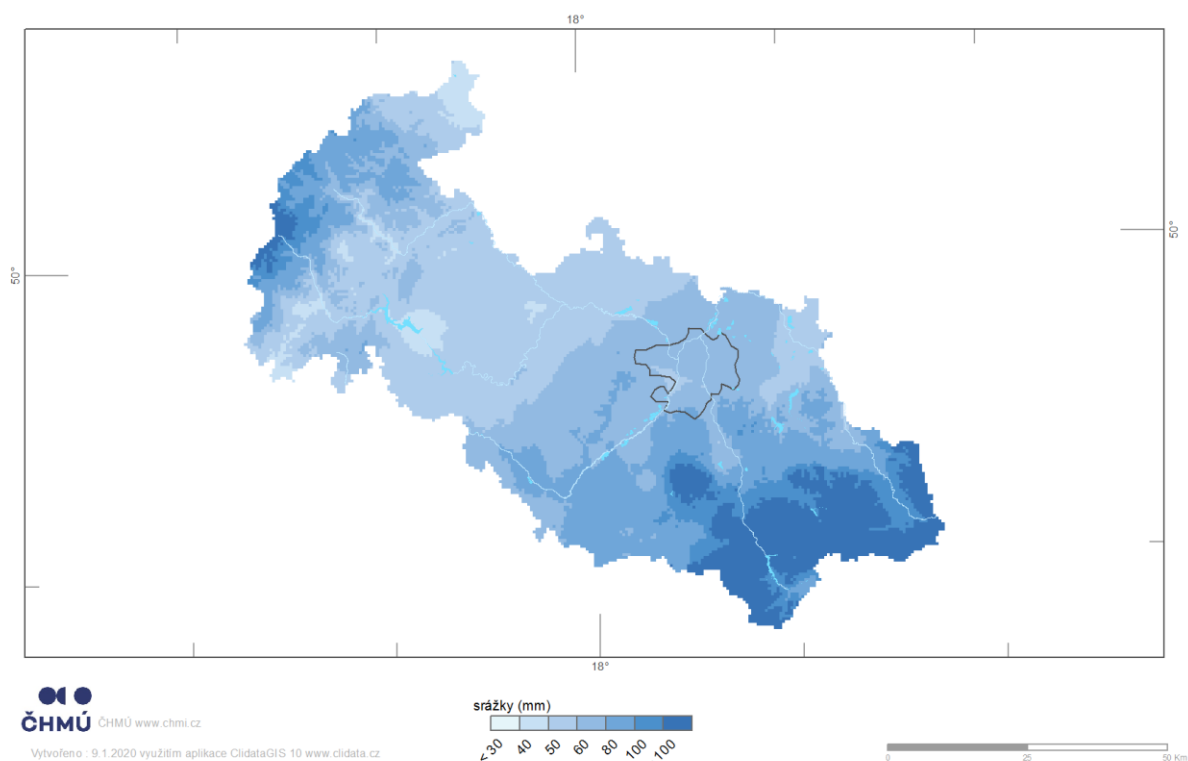 18°
50°
50°
18°
srážky (mm)
<30 40 50 60 80 100 100
ČHMÚ
ČHMÚ www.chmi.cz
Vytvořeno : 9.1.2020 využitím aplikace ClidataGIS 10 www.clidata.cz
0 25 50 Km